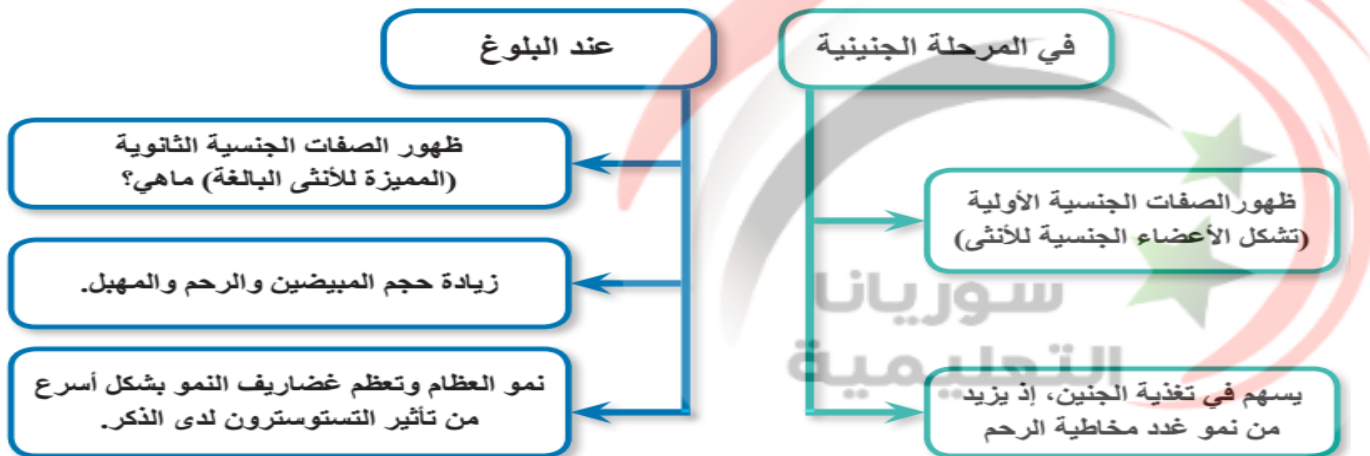 في المرحلة الجنينية
ظهورالصفات الجنسية الأولية
(تشكل الأعضاء الجنسية للأنثى)
يسهم في تغذية الجنين، إذ يزيد
من نمو غدد مخاطية الرحم
عند البلوغ
ظهور الصفات الجنسية الثانوية
(المميزة للأنثى البالغة) ماهي؟
زيادة حجم المبيضين والرحم والمهبل.
نمو العظام وتعظم غضاريف النمو بشكل أسرع
من تأثير التستوسترون لدى الذكر.
سوريانا
التعليمية